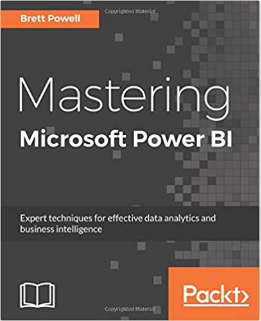 Brett Powell
Mastering
Microsoft Power BI
Expert techniques for effective data analytics and
business intelligence
Packt>